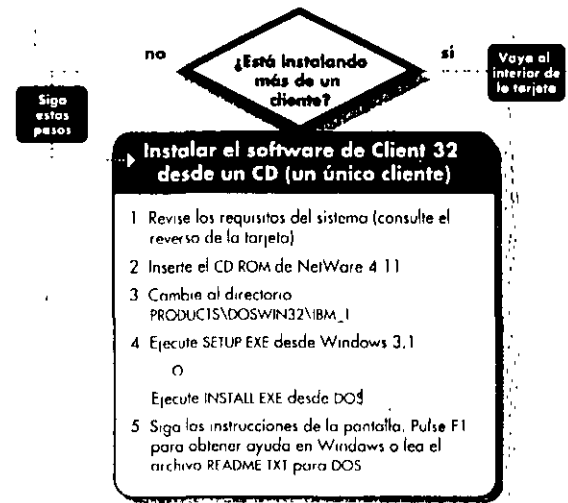 no
¿Está instalando
más de un
cliente?
sí
Vaya al
interior de
la tarjeta
Siga
estos
pasos
Instalar el software de Client 32
desde un CD (un único cliente)
1 Revise los requisitos del sistema (consulte el
reverso de la tarjeta)
2 Inserte el CD ROM de NetWare 4 11
3 Cambie al directorio
PRODUCTS\DOSWIN32\IBM_I
4 Ejecute SETUP EXE desde Windows 3.1
O
Ejecute INSTALL EXE desde DOS
5 Siga las instrucciones de la pantalla. Pulse F1
para obtener ayuda en Windows o lea el
archivo README TXT para DOS